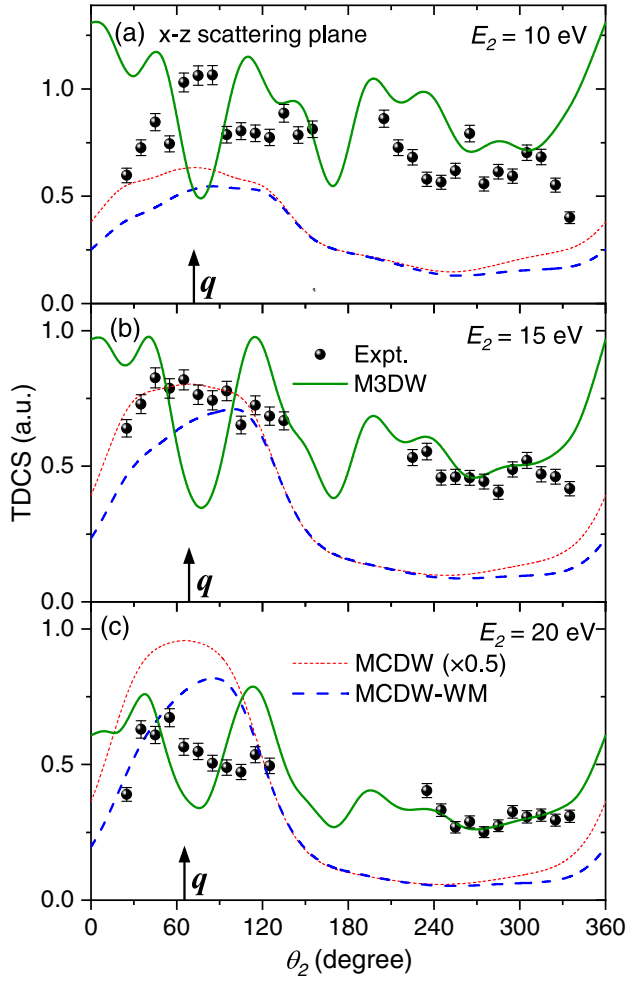 (a) x-z scattering plane
E₂ = 10 eV
1.0
0.5
0.0
q
(b)
E₂ = 15 eV
Expt.
M3DW
1.0
0.5
0.0
q
TDCS (a.u.)
(c)
E₂ = 20 eV
MCDW (×0.5)
MCDW-WM
1.0
0.5
0.0
q
0 60 120 180 240 300 360
θ₂ (degree)